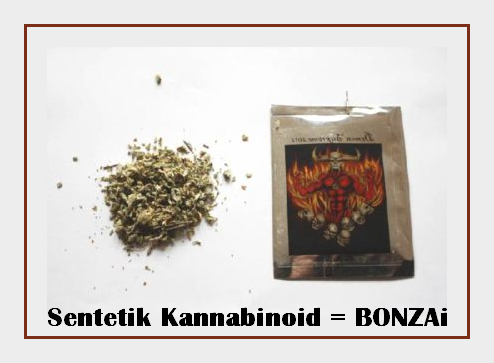 Sentetik Kannabinoid = BONZAi